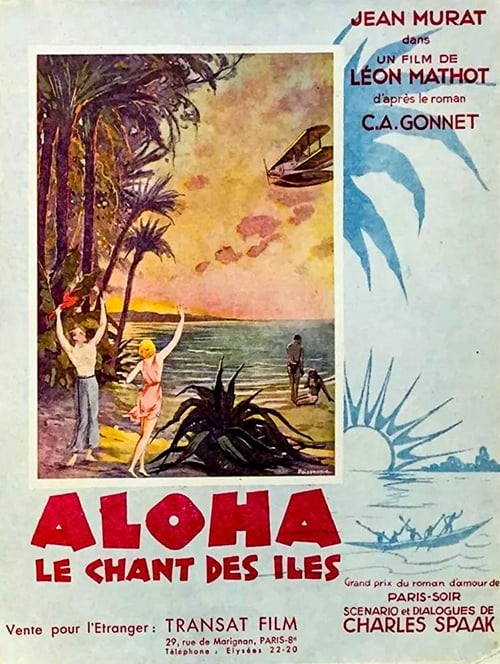 JEAN MURAT
dans
UN FILM DE
LÉON MATHOT
d'après le roman
C.A. GONNET
ALOHA
LE CHANT DES ILES
Grand prix du roman d'amour de
PARIS-SOIR
SCENARIO et DIALOGUES DE
CHARLES SPAAK
Vente pour l'Etranger : TRANSAT FILM
29, rue de Marignan, PARIS-8e
Téléphone : Elysées 22-20